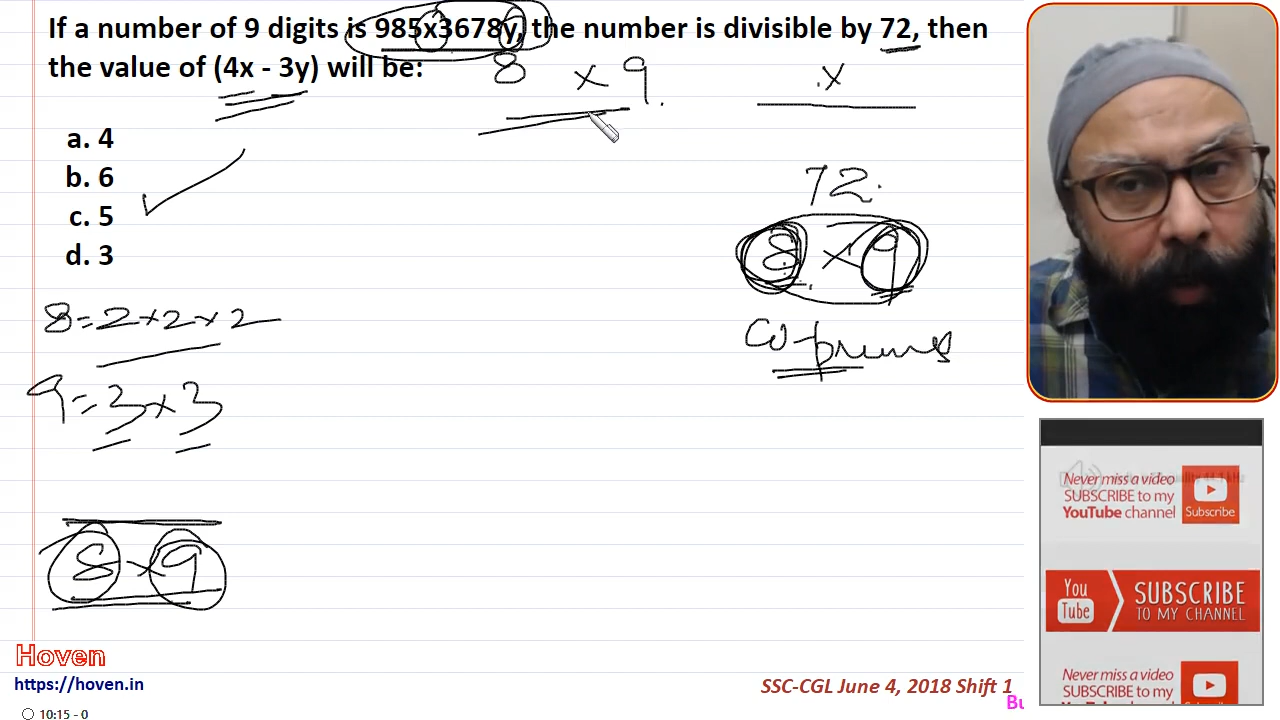 If a number of 9 digits is 985x3678y, the number is divisible by 72, then
the value of (4x - 3y) will be:
8 × 9
.x
a. 4
b. 6
c. 5
d. 3
72.
8 × 9
co-primes
8=2×2×2
9=3×3
8×9
Never miss a video
SUBSCRIBE to my
YouTube channel
Subscribe
You
Tube
SUBSCRIBE
TO MY CHANNEL
Never miss a video
SUBSCRIBE to my
Hoven
https://hoven.in
SSC-CGL June 4, 2018 Shift 1
10:15 - 0